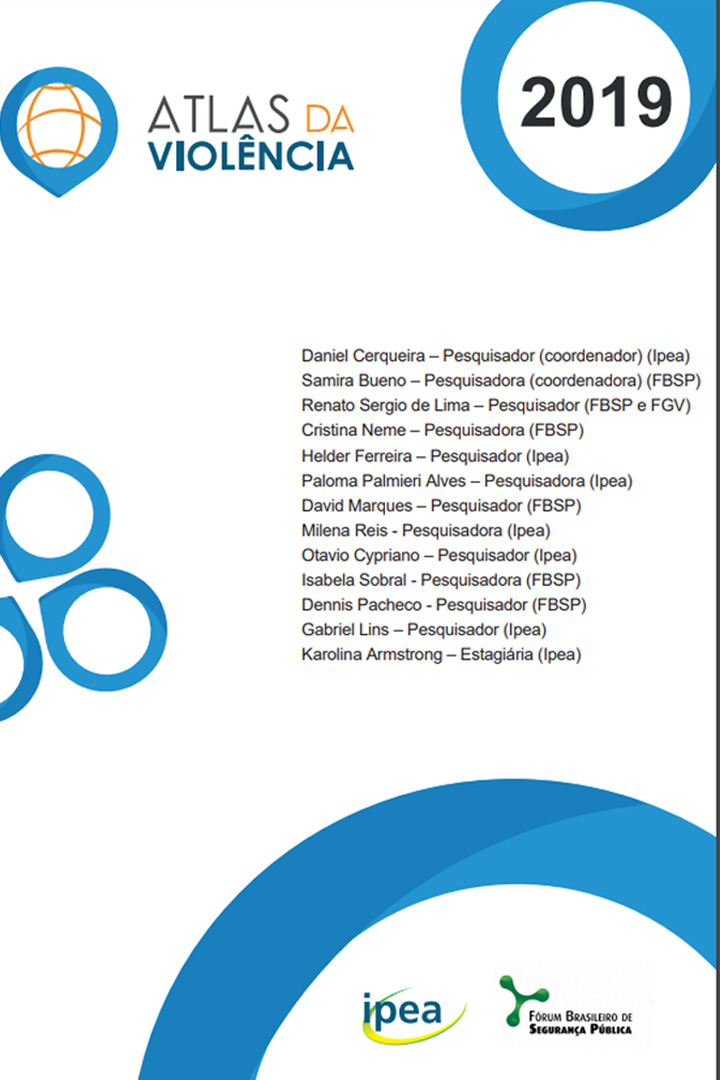 2019
ATLAS DA
VIOLÊNCIA
Daniel Cerqueira – Pesquisador (coordenador) (Ipea)
Samira Bueno – Pesquisadora (coordenadora) (FBSP)
Renato Sergio de Lima – Pesquisador (FBSP e FGV)
Cristina Neme – Pesquisadora (FBSP)
Helder Ferreira – Pesquisador (Ipea)
Paloma Palmieri Alves – Pesquisadora (Ipea)
David Marques – Pesquisador (FBSP)
Milena Reis - Pesquisadora (Ipea)
Otavio Cypriano – Pesquisador (Ipea)
Isabela Sobral - Pesquisadora (FBSP)
Dennis Pacheco - Pesquisador (FBSP)
Gabriel Lins – Pesquisador (Ipea)
Karolina Armstrong – Estagiária (Ipea)
ipea
FÓRUM BRASILEIRO DE
SEGURANÇA PÚBLICA